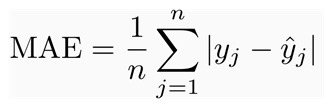 MAE = \frac{1}{n} \sum_{j=1}^{n} |y_j - \hat{y}_j|